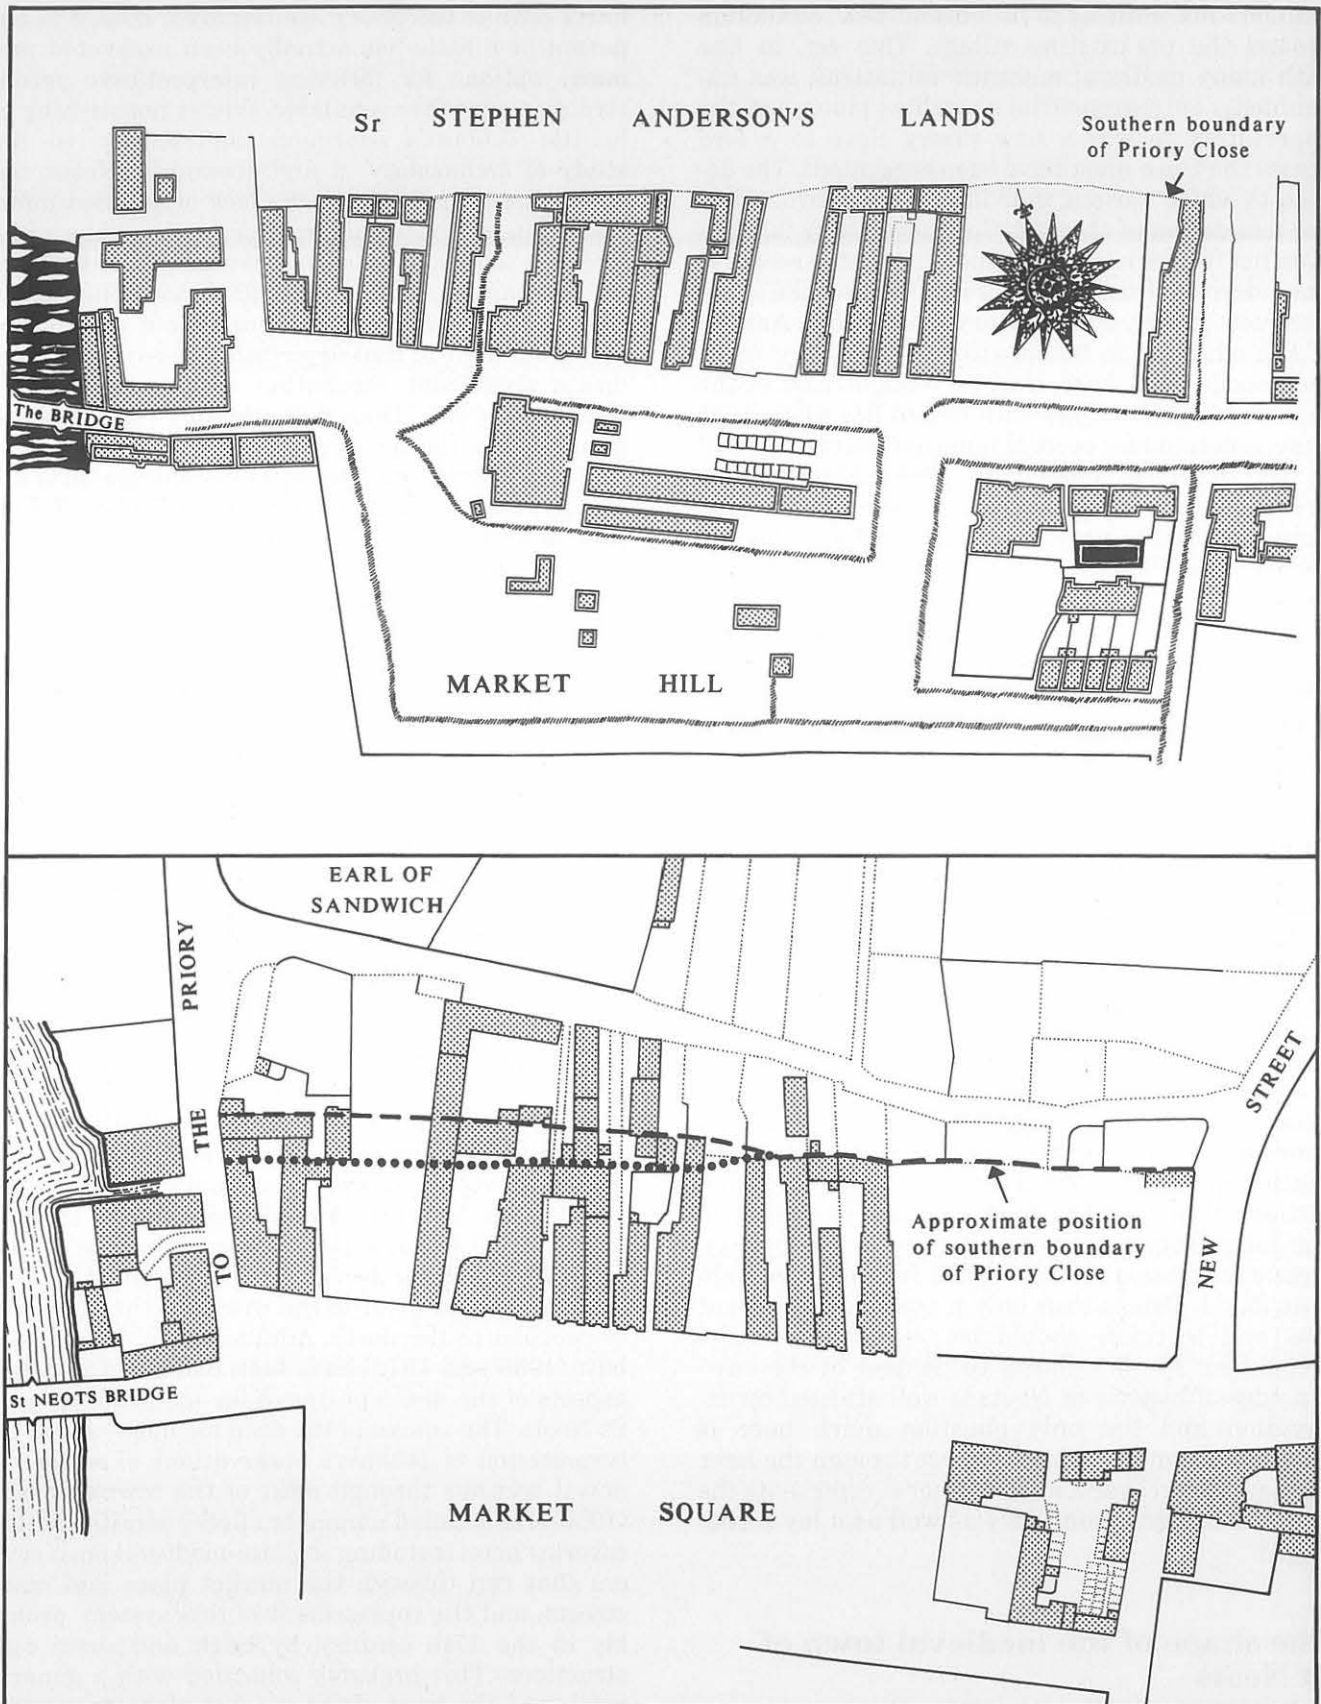 Sr STEPHEN ANDERSON'S LANDS
Southern boundary
of Priory Close
The BRIDGE
MARKET HILL
EARL OF
SANDWICH
TO THE PRIORY
NEW STREET
Approximate position
of southern boundary
of Priory Close
St NEOTS BRIDGE
MARKET SQUARE